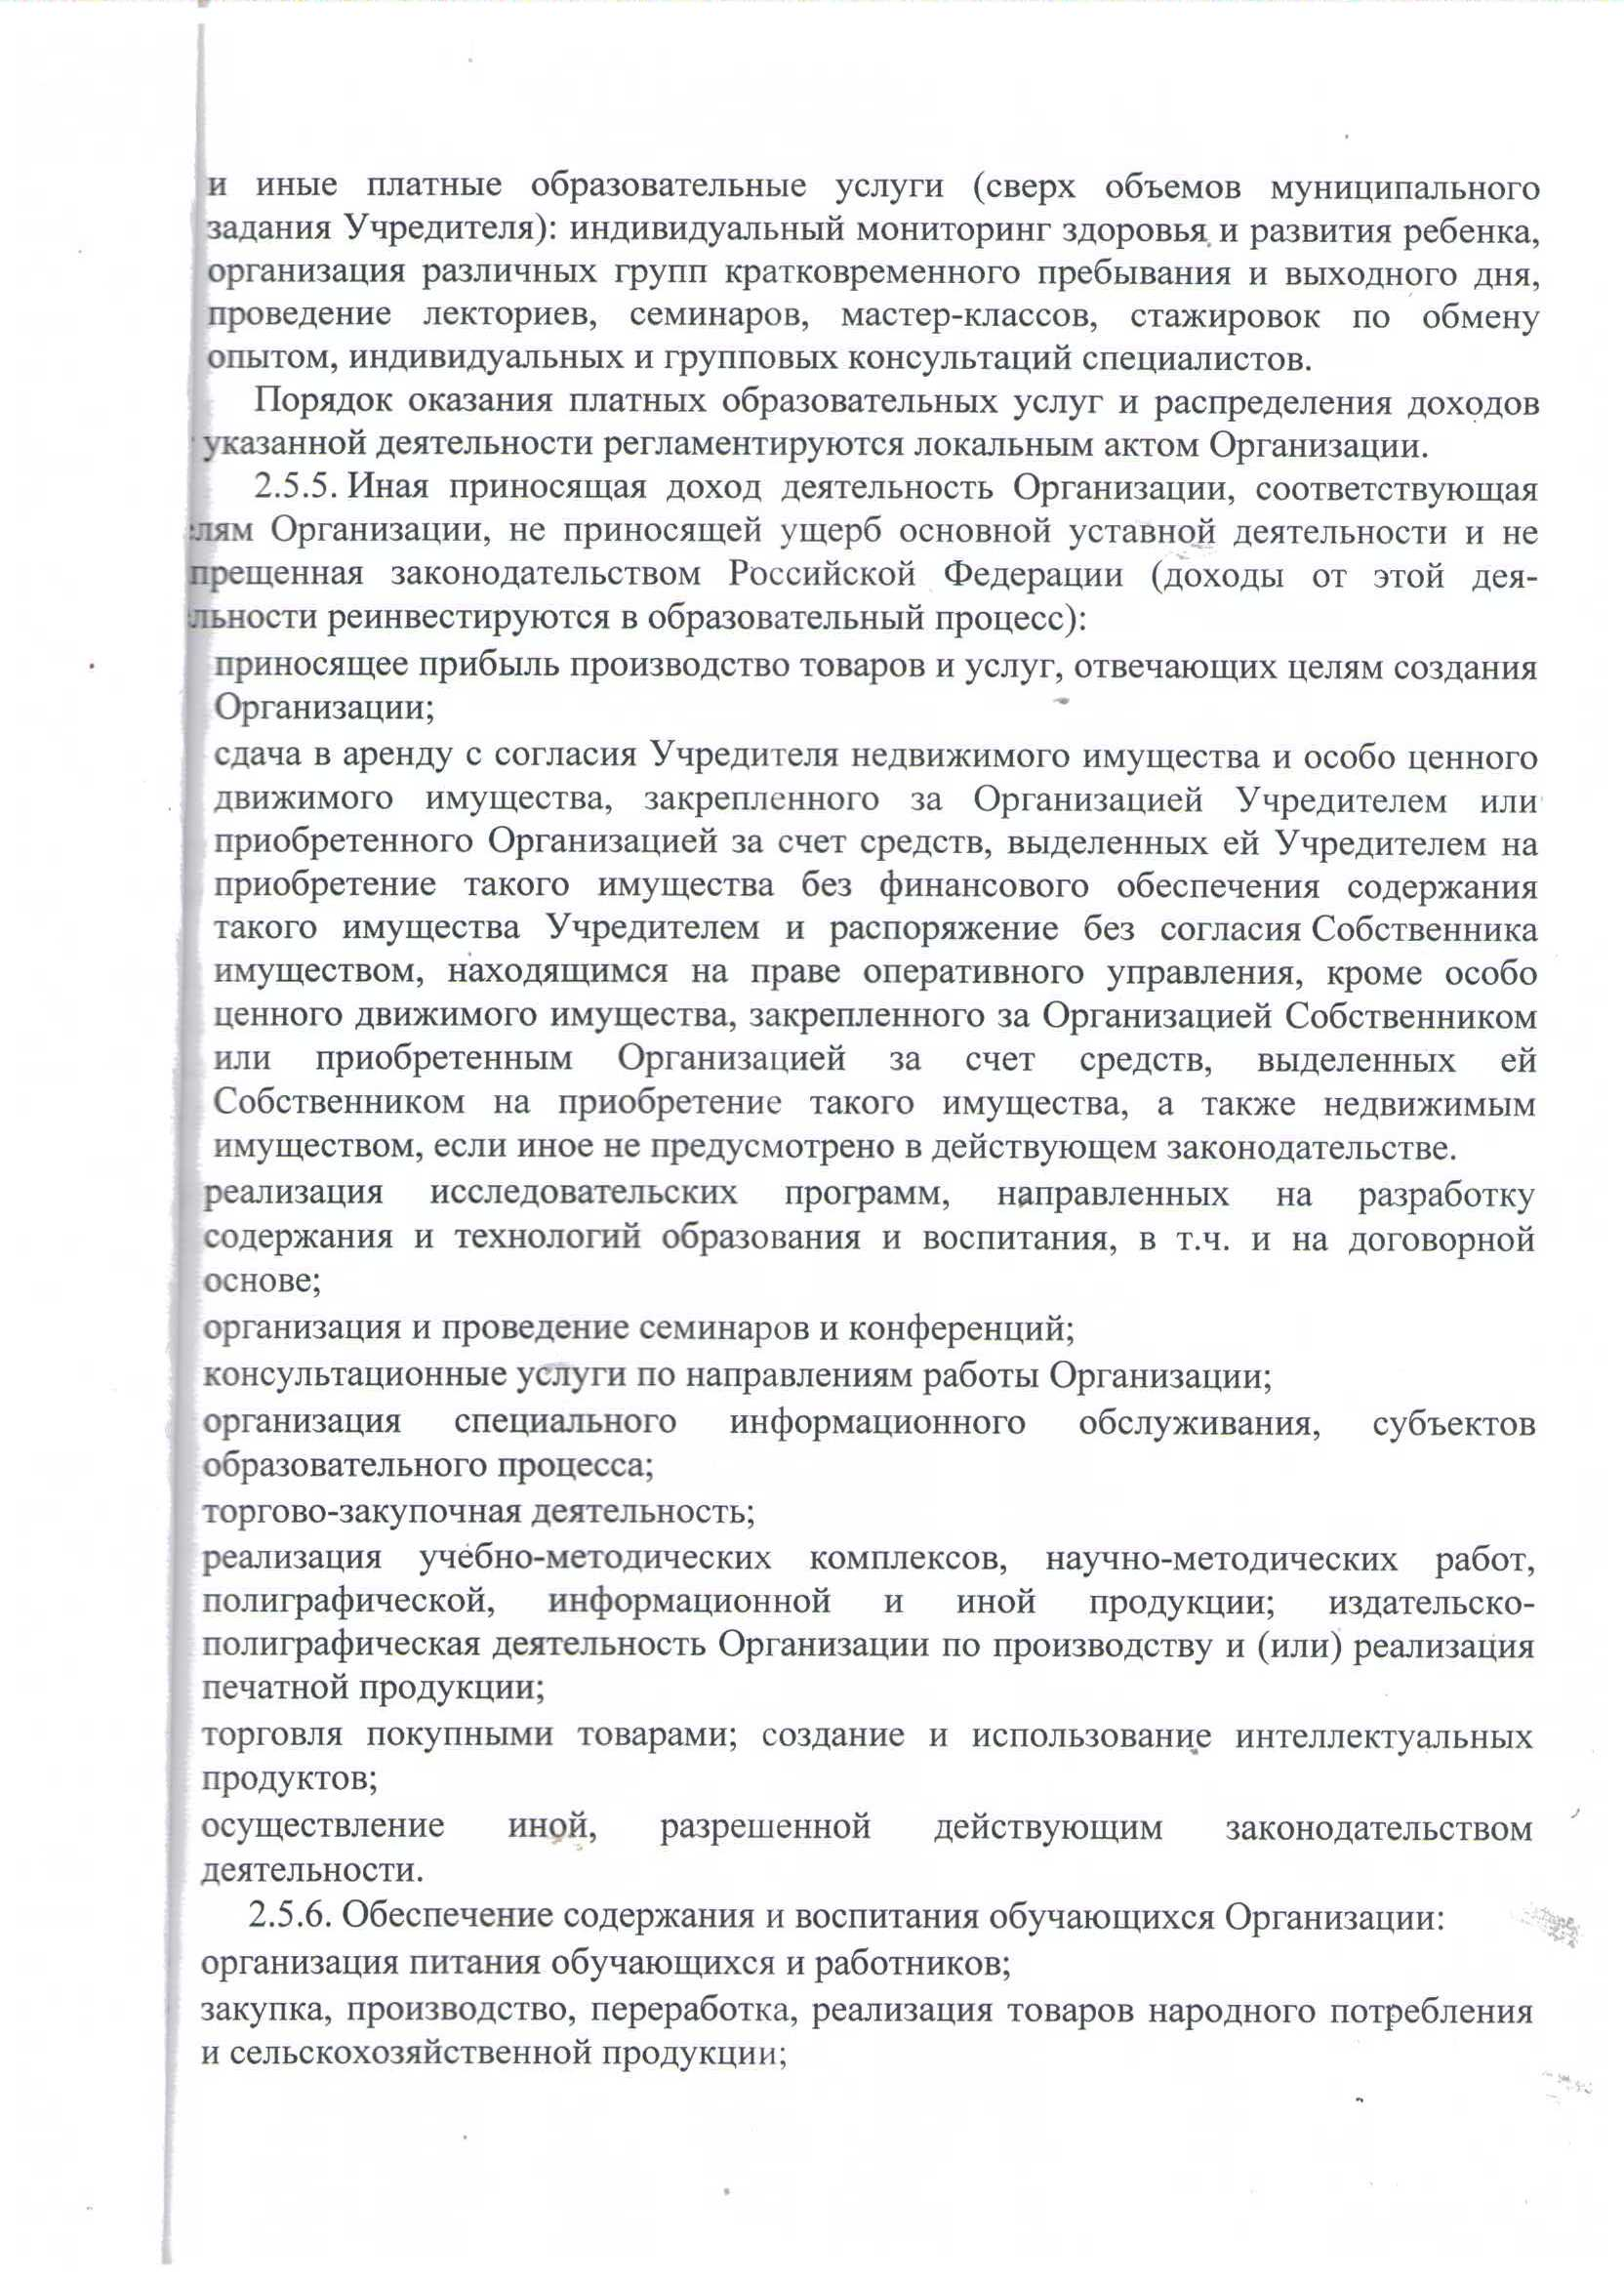 и иные платные образовательные услуги (сверх объемов муниципального
задания Учредителя): индивидуальный мониторинг здоровья и развития ребенка,
организация различных групп кратковременного пребывания и выходного дня,
проведение лекториев, семинаров, мастер-классов, стажировок по обмену
опытом, индивидуальных и групповых консультаций специалистов.
Порядок оказания платных образовательных услуг и распределения доходов
указанной деятельности регламентируются локальным актом Организации.
2.5.5. Иная приносящая доход деятельность Организации, соответствующая
лям Организации, не приносящей ущерб основной уставной деятельности и не
прещенная законодательством Российской Федерации (доходы от этой дея-
льности реинвестируются в образовательный процесс):
приносящее прибыль производство товаров и услуг, отвечающих целям создания
Организации;
сдача в аренду с согласия Учредителя недвижимого имущества и особо ценного
движимого имущества, закрепленного за Организацией Учредителем или
приобретенного Организацией за счет средств, выделенных ей Учредителем на
приобретение такого имущества без финансового обеспечения содержания
такого имущества Учредителем и распоряжение без согласия Собственника
имуществом, находящимся на праве оперативного управления, кроме особо
ценного движимого имущества, закрепленного за Организацией Собственником
или приобретенным Организацией за счет средств, выделенных ей
Собственником на приобретение такого имущества, а также недвижимым
имуществом, если иное не предусмотрено в действующем законодательстве.
реализация исследовательских программ, направленных на разработку
содержания и технологий образования и воспитания, в т.ч. и на договорной
основе;
организация и проведение семинаров и конференций;
консультационные услуги по направлениям работы Организации;
организация специального информационного обслуживания, субъектов
образовательного процесса;
торгово-закупочная деятельность;
реализация учебно-методических комплексов, научно-методических работ,
полиграфической, информационной и иной продукции; издательско-
полиграфическая деятельность Организации по производству и (или) реализация
печатной продукции;
торговля покупными товарами; создание и использование интеллектуальных
продуктов;
осуществление иной, разрешенной действующим законодательством
деятельности.
2.5.6. Обеспечение содержания и воспитания обучающихся Организации:
организация питания обучающихся и работников;
закупка, производство, переработка, реализация товаров народного потребления
и сельскохозяйственной продукции;